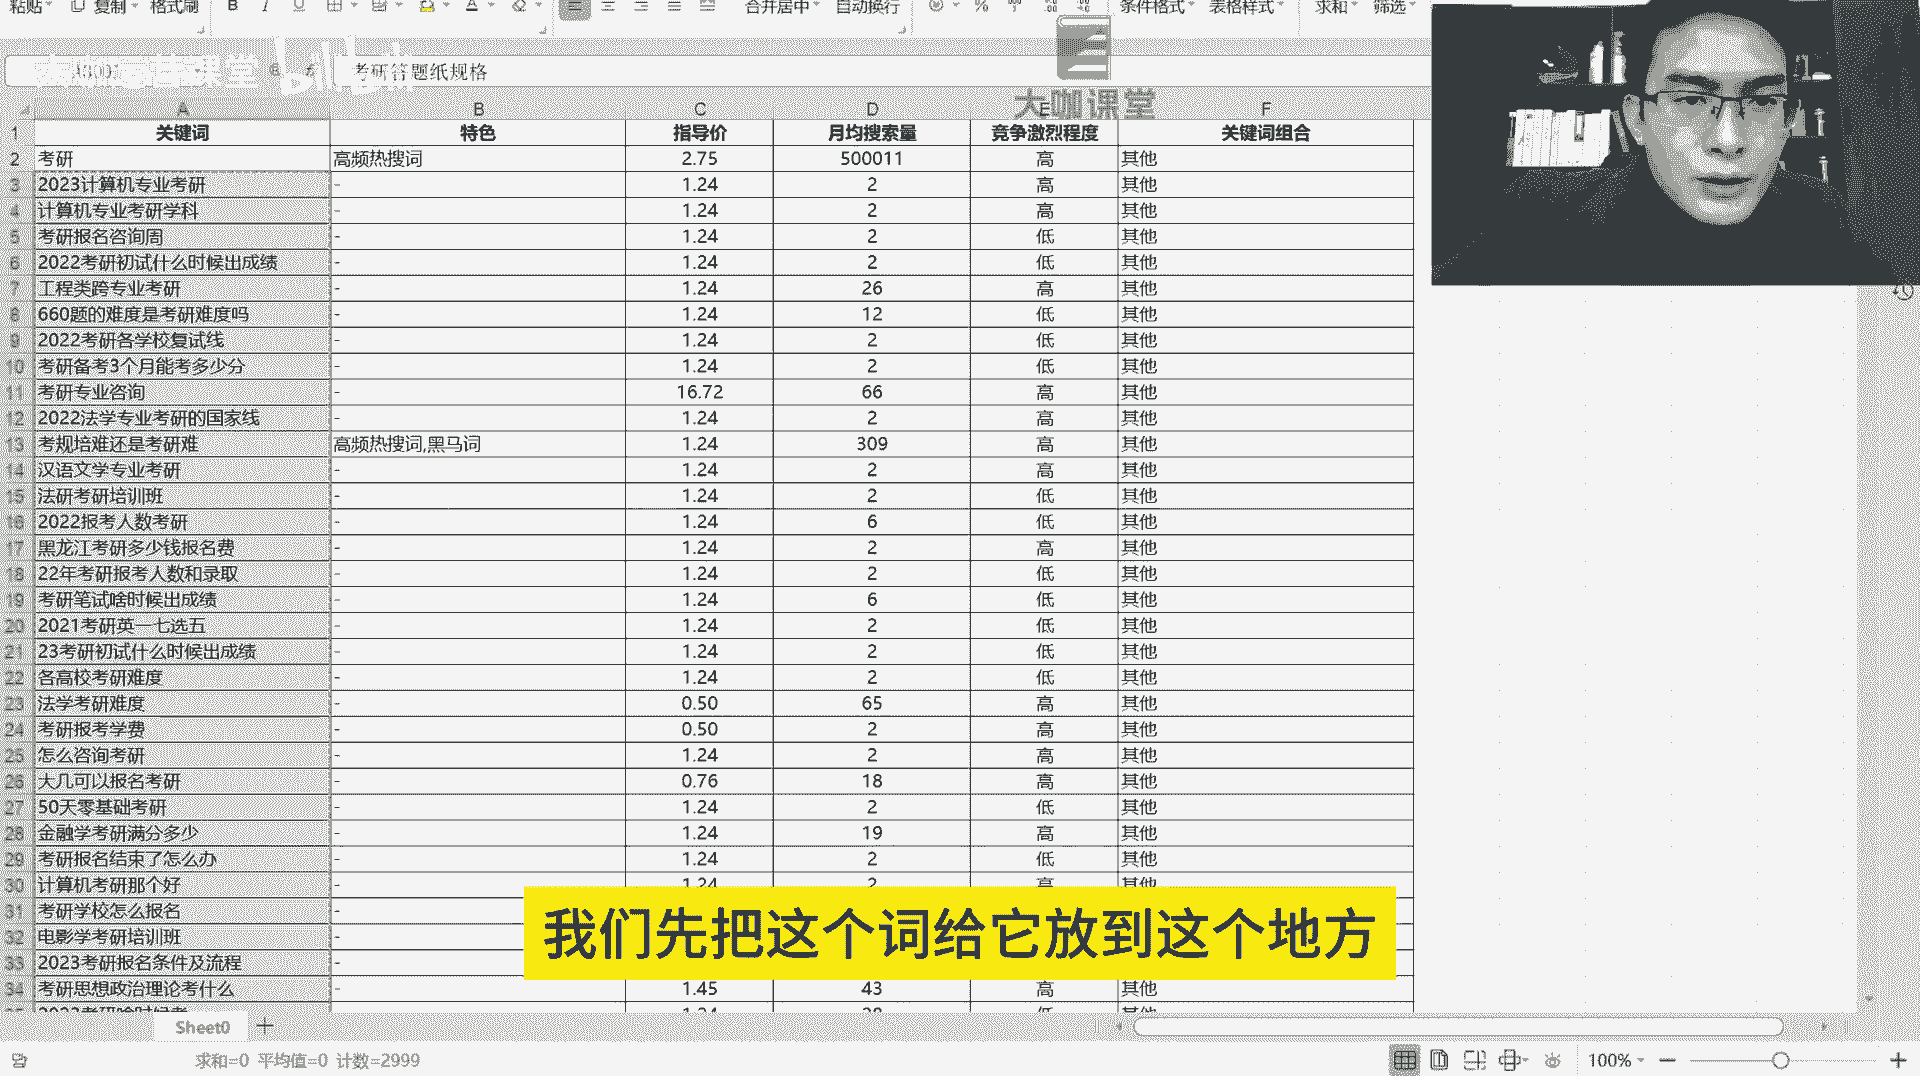 粘贴 复制 格式刷 B I U A 合并居中 自动换行 % 条件格式 表格样式 求和 筛选
考研答题纸规格
大咖课堂
A B C D E F
1 关键词 特色 指导价 月均搜索量 竞争激烈程度 关键词组合
2 考研 高频热搜词 2.75 500011 高 其他
3 2023计算机专业考研 - 1.24 2 高 其他
4 计算机专业考研学科 - 1.24 2 高 其他
5 考研报名咨询周 - 1.24 2 低 其他
6 2022考研初试什么时候出成绩 - 1.24 2 低 其他
7 工程类跨专业考研 - 1.24 26 高 其他
8 660题的难度是考研难度吗 - 1.24 12 低 其他
9 2022考研各学校复试线 - 1.24 2 低 其他
10 考研备考3个月能考多少分 - 1.24 2 低 其他
11 考研专业咨询 - 16.72 66 高 其他
12 2022法学专业考研的国家线 - 1.24 2 高 其他
13 考规培难还是考研难 高频热搜词,黑马词 1.24 309 高 其他
14 汉语文学专业考研 - 1.24 2 高 其他
15 法研考研培训班 - 1.24 2 低 其他
16 2022报考人数考研 - 1.24 6 低 其他
17 黑龙江考研多少钱报名费 - 1.24 2 高 其他
18 22年考研报考人数和录取 - 1.24 2 低 其他
19 考研笔试啥时候出成绩 - 1.24 6 低 其他
20 2021考研英一七选五 - 1.24 2 低 其他
21 23考研初试什么时候出成绩 - 1.24 2 低 其他
22 各高校考研难度 - 1.24 2 低 其他
23 法学考研难度 - 0.50 65 高 其他
24 考研报考学费 - 0.50 2 高 其他
25 怎么咨询考研 - 1.24 2 高 其他
26 大几可以报名考研 - 0.76 18 高 其他
27 50天零基础考研 - 1.24 2 低 其他
28 金融学考研满分多少 - 1.24 19 高 其他
29 考研报名结束了怎么办 - 1.24 2 低 其他
30 计算机考研那个好 - 1.24 2 高 其他
31 考研学校怎么报名 -
32 电影学考研培训班 -
33 2023考研报名条件及流程 -
34 考研思想政治理论考什么 - 1.45 43 高 其他
我们先把这个词给它放到这个地方
Sheet0 +
求和=0 平均值=0 计数=2999 100% — +